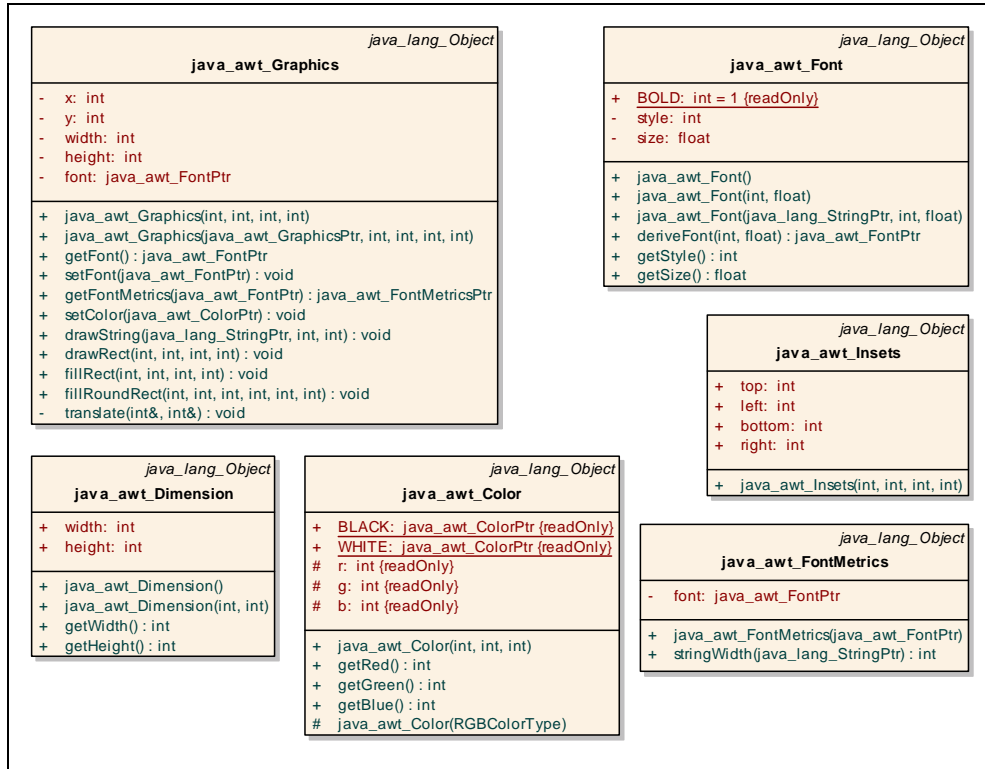 java_lang_Object
java_awt_Graphics
- x: int
- y: int
- width: int
- height: int
- font: java_awt_FontPtr
+ java_awt_Graphics(int, int, int, int)
+ java_awt_Graphics(java_awt_GraphicsPtr, int, int, int, int)
+ getFont() : java_awt_FontPtr
+ setFont(java_awt_FontPtr) : void
+ getFontMetrics(java_awt_FontPtr) : java_awt_FontMetricsPtr
+ setColor(java_awt_ColorPtr) : void
+ drawString(java_lang_StringPtr, int, int) : void
+ drawRect(int, int, int, int) : void
+ fillRect(int, int, int, int) : void
+ fillRoundRect(int, int, int, int, int, int) : void
- translate(int&, int&) : void
java_lang_Object
java_awt_Font
+ BOLD: int = 1 {readOnly}
- style: int
- size: float
+ java_awt_Font()
+ java_awt_Font(int, float)
+ java_awt_Font(java_lang_StringPtr, int, float)
+ deriveFont(int, float) : java_awt_FontPtr
+ getStyle() : int
+ getSize() : float
java_lang_Object
java_awt_Insets
+ top: int
+ left: int
+ bottom: int
+ right: int
+ java_awt_Insets(int, int, int, int)
java_lang_Object
java_awt_Dimension
+ width: int
+ height: int
+ java_awt_Dimension()
+ java_awt_Dimension(int, int)
+ getWidth() : int
+ getHeight() : int
java_lang_Object
java_awt_Color
+ BLACK: java_awt_ColorPtr {readOnly}
+ WHITE: java_awt_ColorPtr {readOnly}
# r: int {readOnly}
# g: int {readOnly}
# b: int {readOnly}
+ java_awt_Color(int, int, int)
+ getRed() : int
+ getGreen() : int
+ getBlue() : int
# java_awt_Color(RGBColorType)
java_lang_Object
java_awt_FontMetrics
- font: java_awt_FontPtr
+ java_awt_FontMetrics(java_awt_FontPtr)
+ stringWidth(java_lang_StringPtr) : int